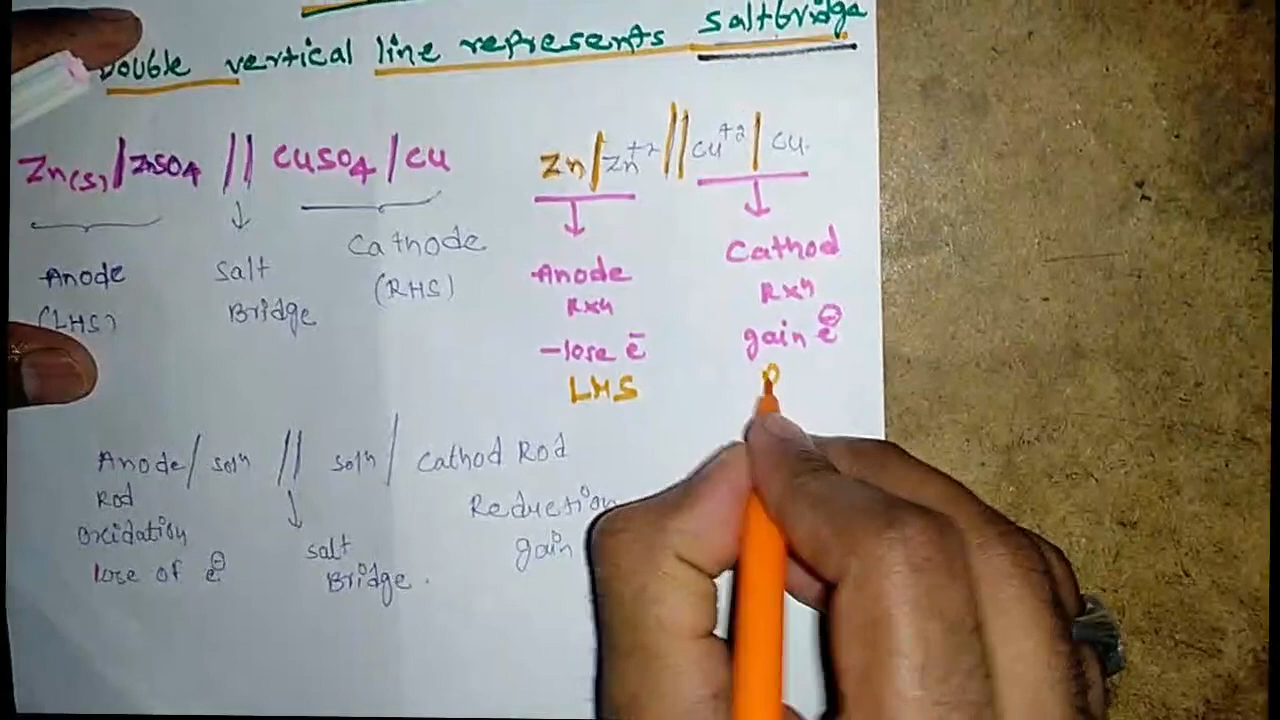 Double vertical line represents saltbridge
Zn(s)/ZnSO4 // CuSO4/Cu
Zn/Zn+2 // Cu+2/Cu
Anode
(LHS)
Salt
Bridge
Cathode
(RHS)
Anode
Rxn
-lose e-
LHS
Cathod
Rxn
gain e⊖
Anode/soln // soln/Cathod Rod
Rod
oxidation
lose of e⊖
salt
Bridge.
Reduction
gain